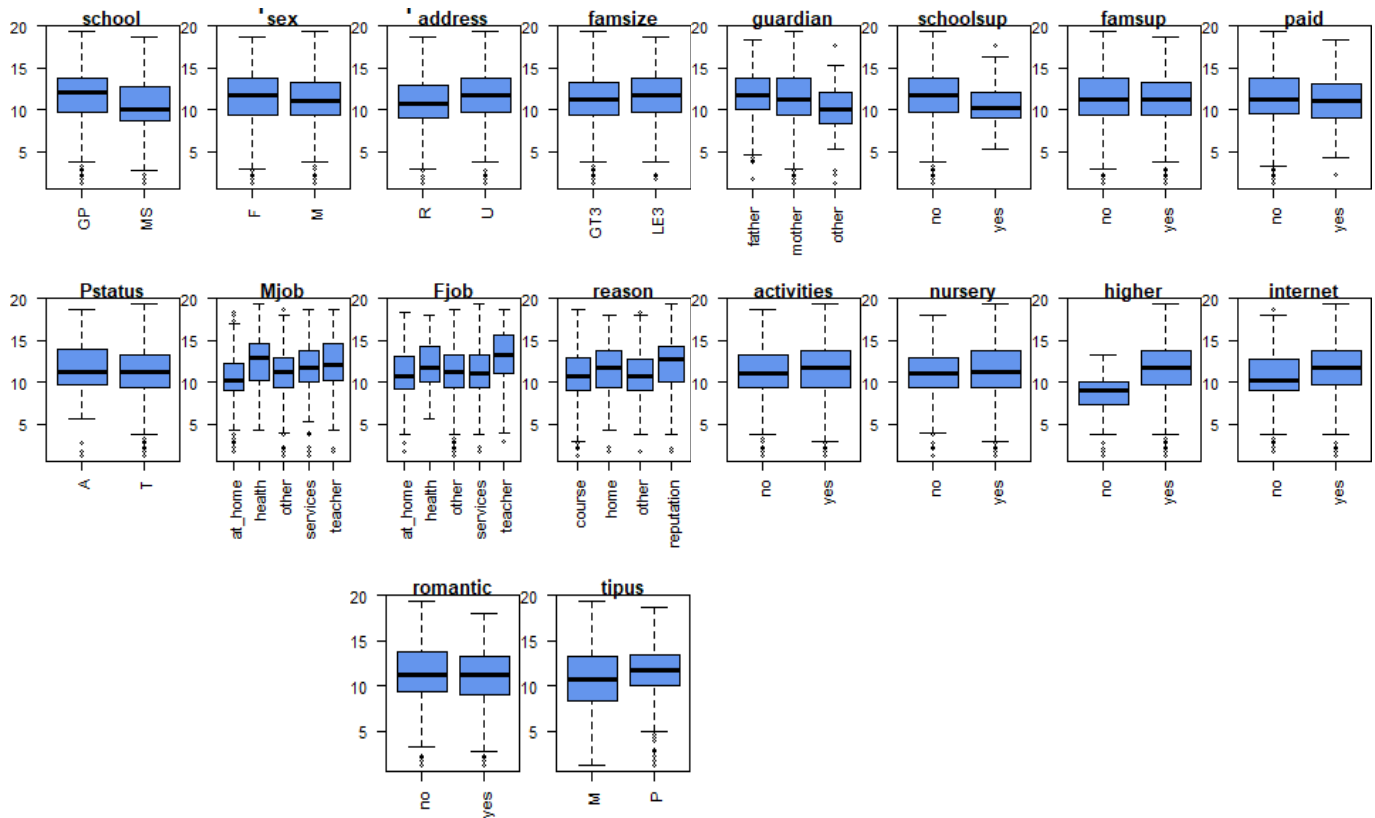 school sex address famsize guardian schoolsup famsup paid
20 20 20 20 20 20 20 20
15 15 15 15 15 15 15 15
10 10 10 10 10 10 10 10
5 5 5 5 5 5 5 5
GP MS F M R U GT3 LE3 father mother other no yes no yes no yes
Pstatus Mjob Fjob reason activities nursery higher internet
20 20 20 20 20 20 20 20
15 15 15 15 15 15 15 15
10 10 10 10 10 10 10 10
5 5 5 5 5 5 5 5
A T at_home health other services teacher at_home health other services teacher course home other reputation no yes no yes no yes no yes
romantic tipus
20 20
15 15
10 10
5 5
no yes M P